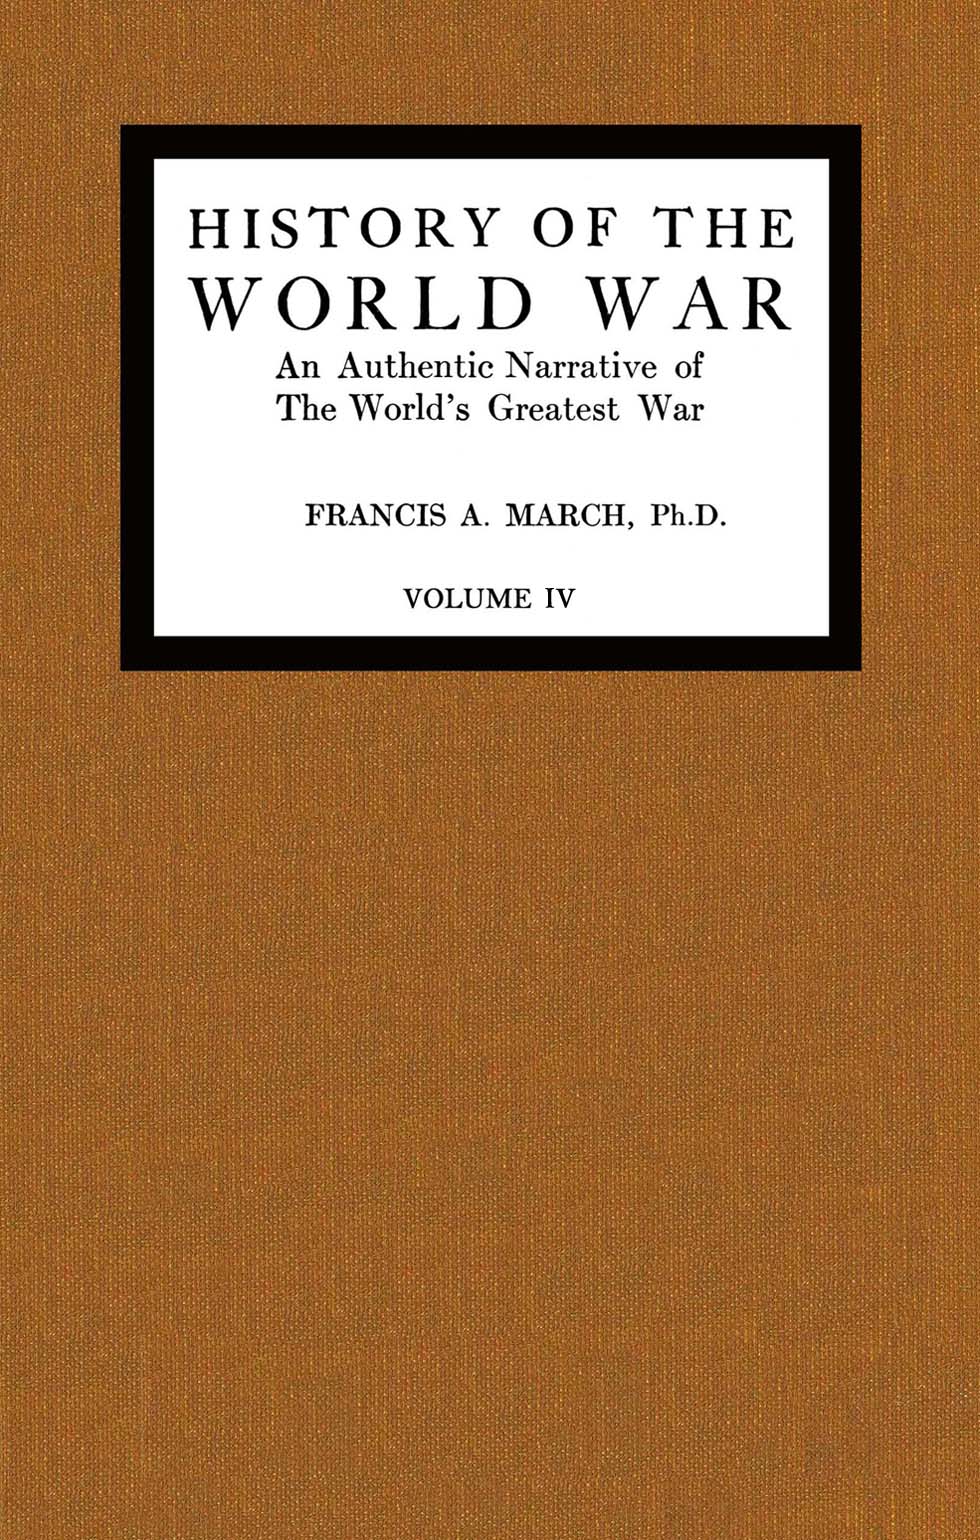 HISTORY OF THE
WORLD WAR
An Authentic Narrative of
The World's Greatest War
FRANCIS A. MARCH, Ph.D.
VOLUME IV